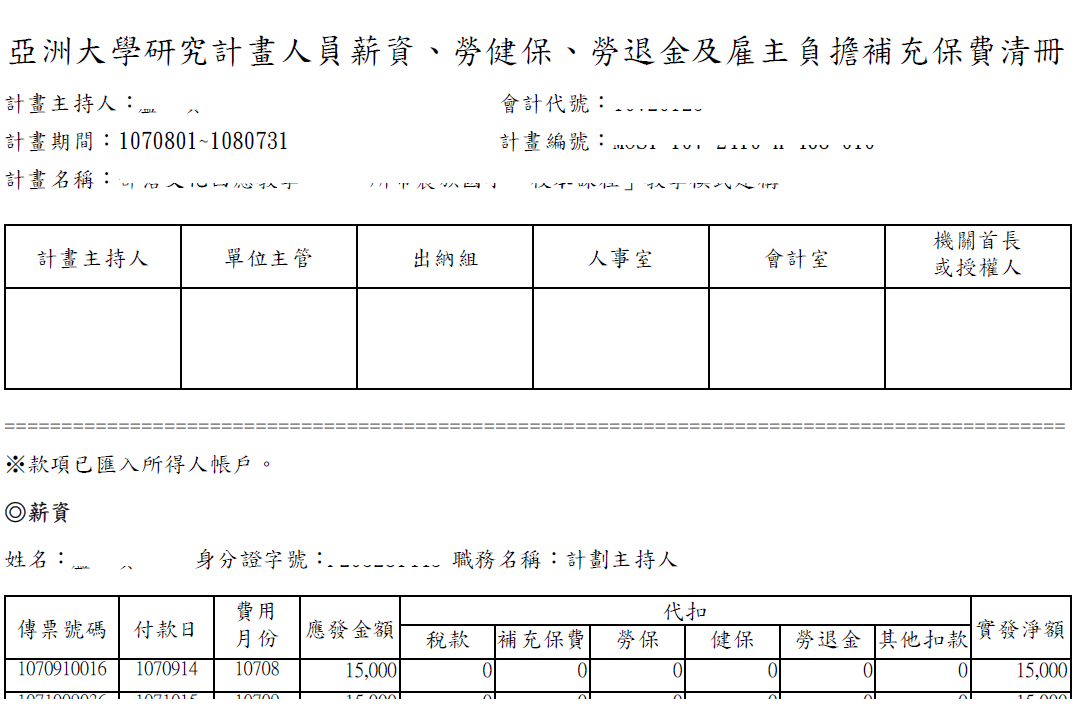 亞洲大學研究計畫人員薪資、勞健保、勞退金及雇主負擔補充保費清冊
計畫主持人： 會計代號：
計畫期間：1070801~1080731 計畫編號：
計畫名稱：
計畫主持人 單位主管 出納組 人事室 會計室 機關首長
或授權人
※款項已匯入所得人帳戶。
◎薪資
姓名： 身分證字號： 職務名稱：計劃主持人
傳票號碼 付款日 費用
月份 應發金額 代扣 實發淨額
稅款 補充保費 勞保 健保 勞退金 其他扣款
1070910016 1070914 10708 15,000 0 0 0 0 0 0 15,000